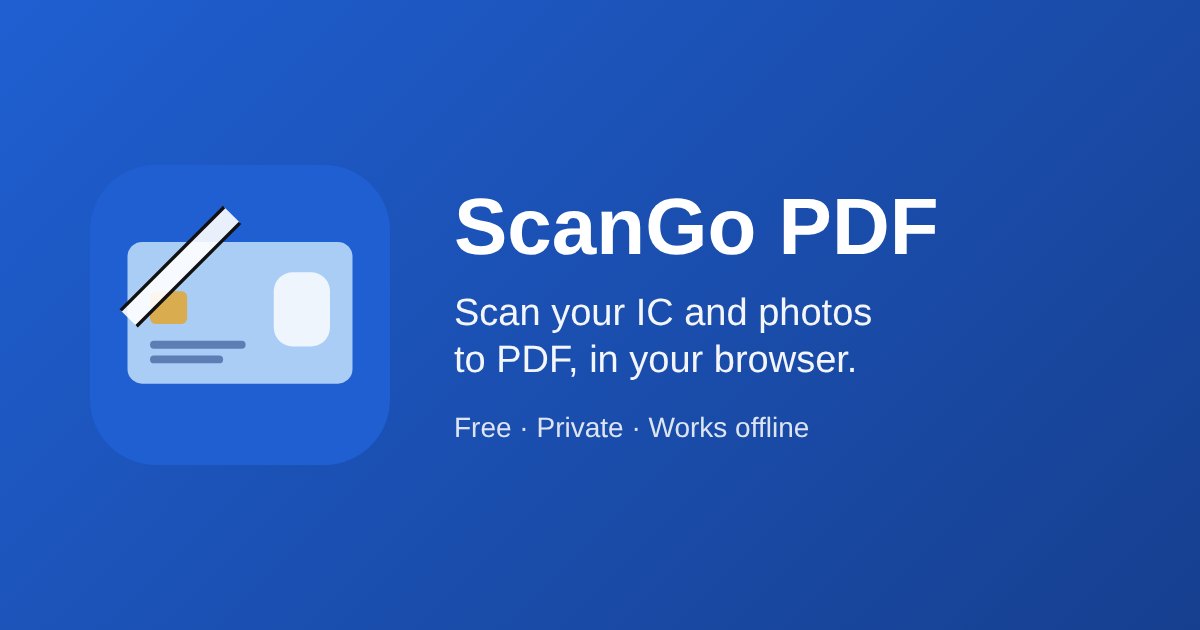 ScanGo PDF
Scan your IC and photos
to PDF, in your browser.
Free · Private · Works offline